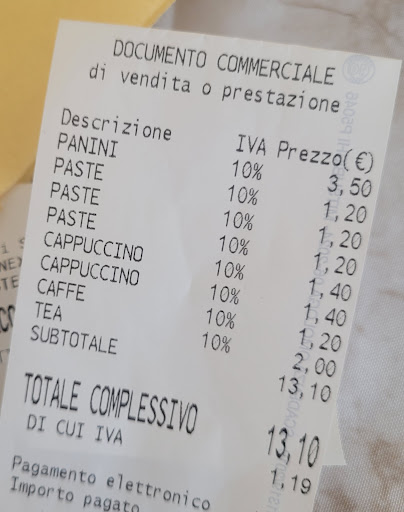 DOCUMENTO COMMERCIALE
di vendita o prestazione
Descrizione IVA Prezzo(€)
PANINI 10% 3,50
PASTE 10% 1,20
PASTE 10% 1,20
PASTE 10% 1,20
CAPPUCCINO 10% 1,40
CAPPUCCINO 10% 1,40
CAFFE 10% 1,20
TEA 10% 2,00
SUBTOTALE 13,10
TOTALE COMPLESSIVO 13,10
DI CUI IVA 1,19
Pagamento elettronico
Importo pagato